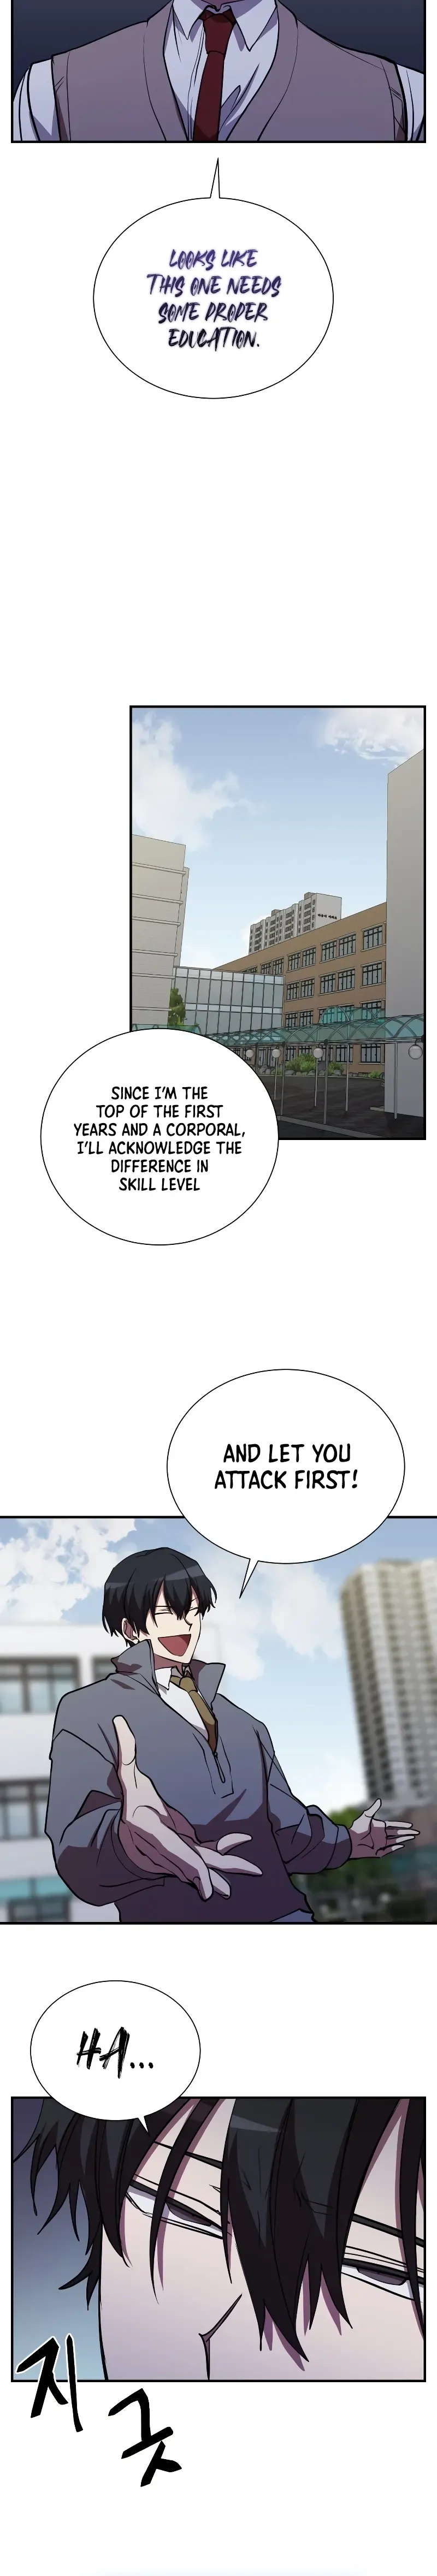 LOOKS LIKE
THIS ONE NEEDS
SOME PROPER
EDUCATION.
SINCE I'M THE
TOP OF THE FIRST
YEARS AND A CORPORAL,
I'LL ACKNOWLEDGE THE
DIFFERENCE IN
SKILL LEVEL
AND LET YOU
ATTACK FIRST!
HA...
지
긋